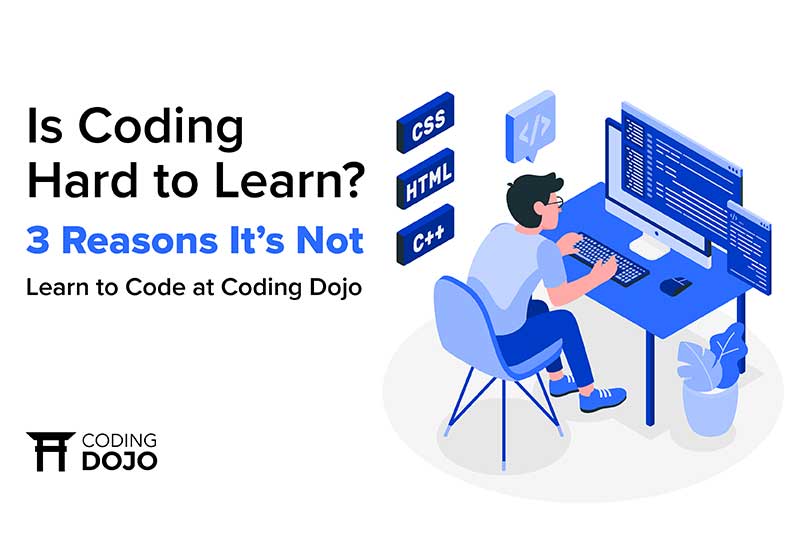 Is Coding
Hard to Learn?
3 Reasons It's Not
Learn to Code at Coding Dojo
CODING
DOJO
CSS
HTML
C++
</>